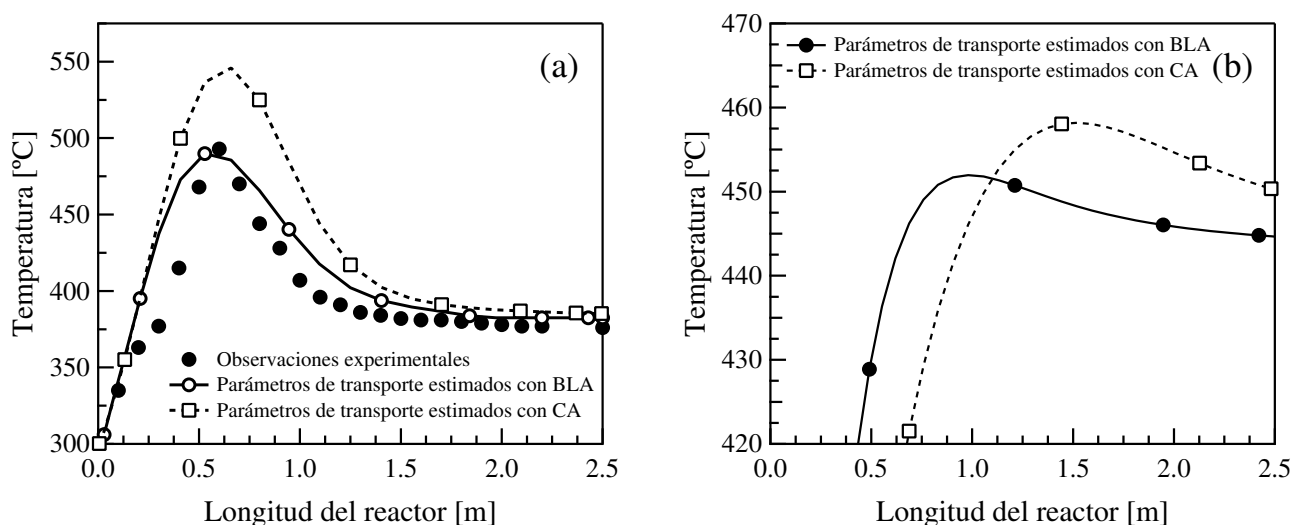 (a)
550
500
450
400
350
300
Temperatura [ºC]
Observaciones experimentales
Parámetros de transporte estimados con BLA
Parámetros de transporte estimados con CA
0.0 0.5 1.0 1.5 2.0 2.5
Longitud del reactor [m]
(b)
470
460
450
440
430
420
Temperatura [ºC]
Parámetros de transporte estimados con BLA
Parámetros de transporte estimados con CA
0.0 0.5 1.0 1.5 2.0 2.5
Longitud del reactor [m]